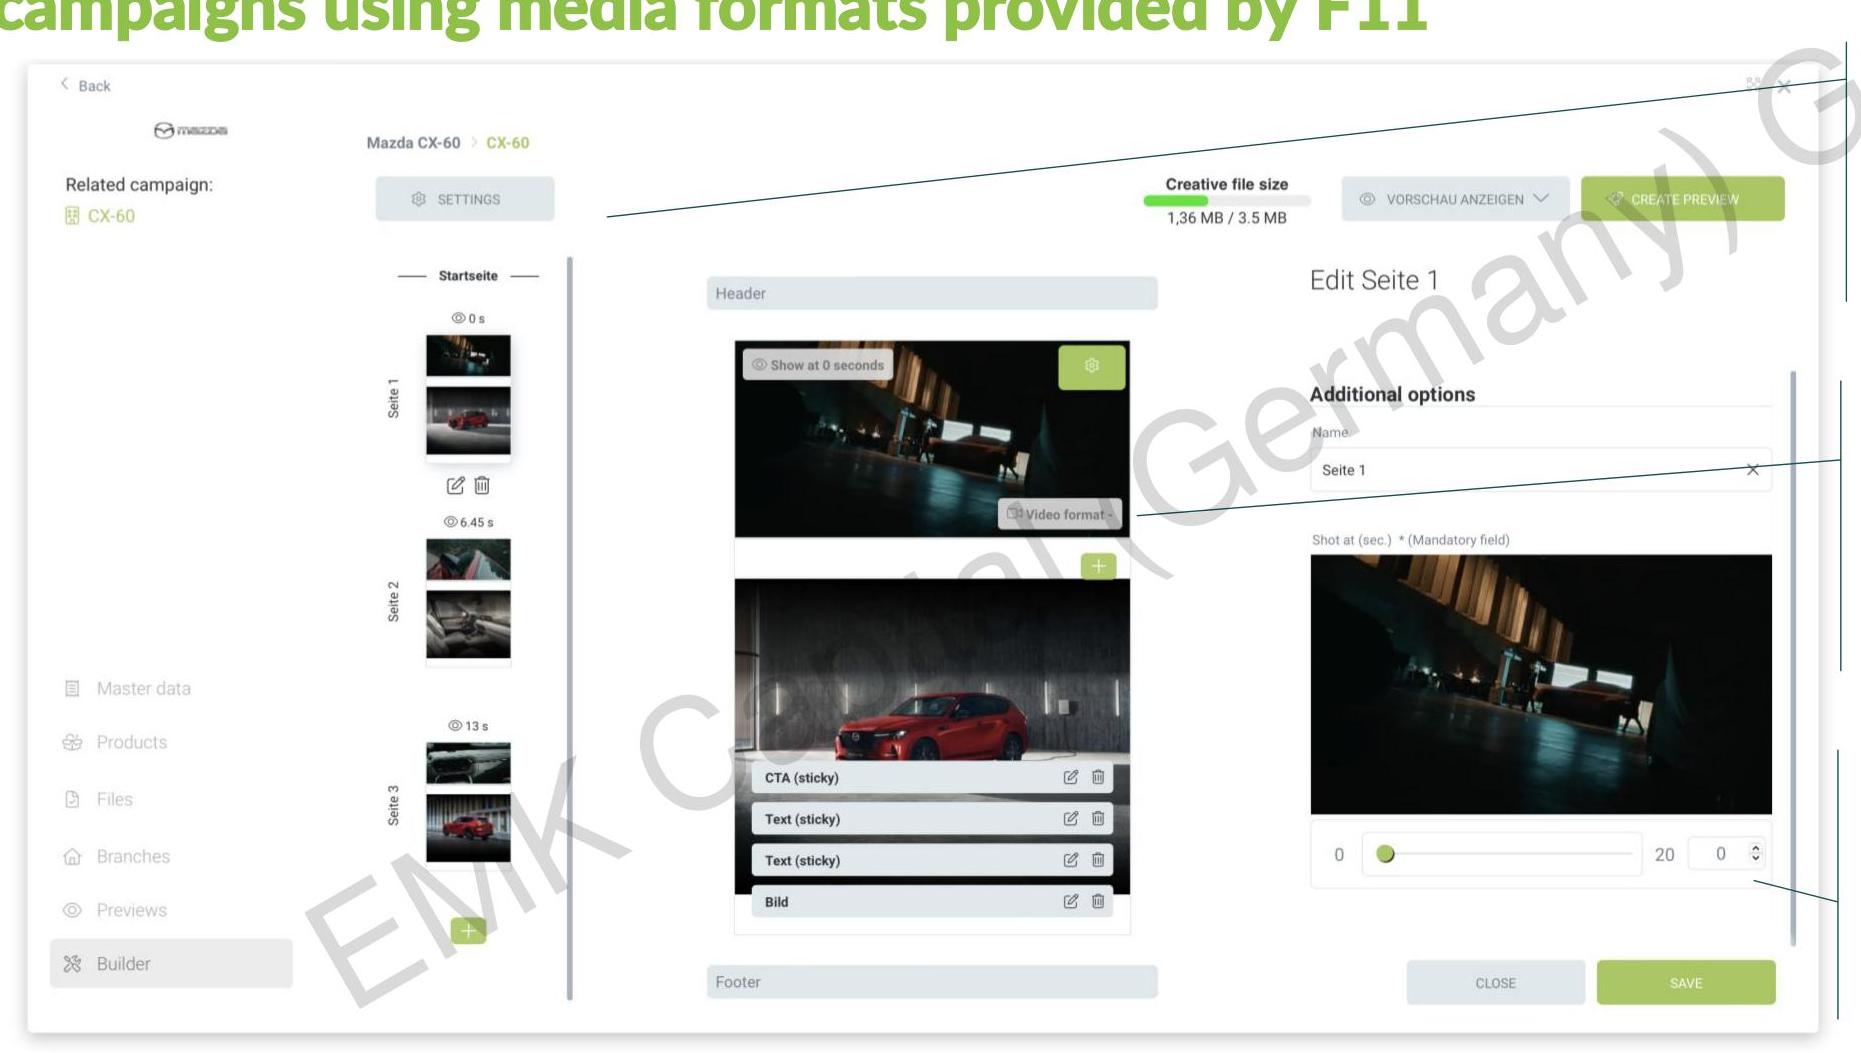 campaigns using media formats provided by F11
Back
mazda
Mazda CX-60 > CX-60
Related campaign:
CX-60
SETTINGS
Creative file size
1,36 MB / 3.5 MB
VORSCHAU ANZEIGEN
CREATE PREVIEW
Startseite
0 s
Seite 1
6.45 s
Seite 2
13 s
Seite 3
Master data
Products
Files
Branches
Previews
Builder
Header
Show at 0 seconds
Video format -
CTA (sticky)
Text (sticky)
Text (sticky)
Bild
Footer
Edit Seite 1
Additional options
Name
Seite 1
Shot at (sec.) * (Mandatory field)
0 20 0
CLOSE
SAVE
EMK Capital (Germany) G